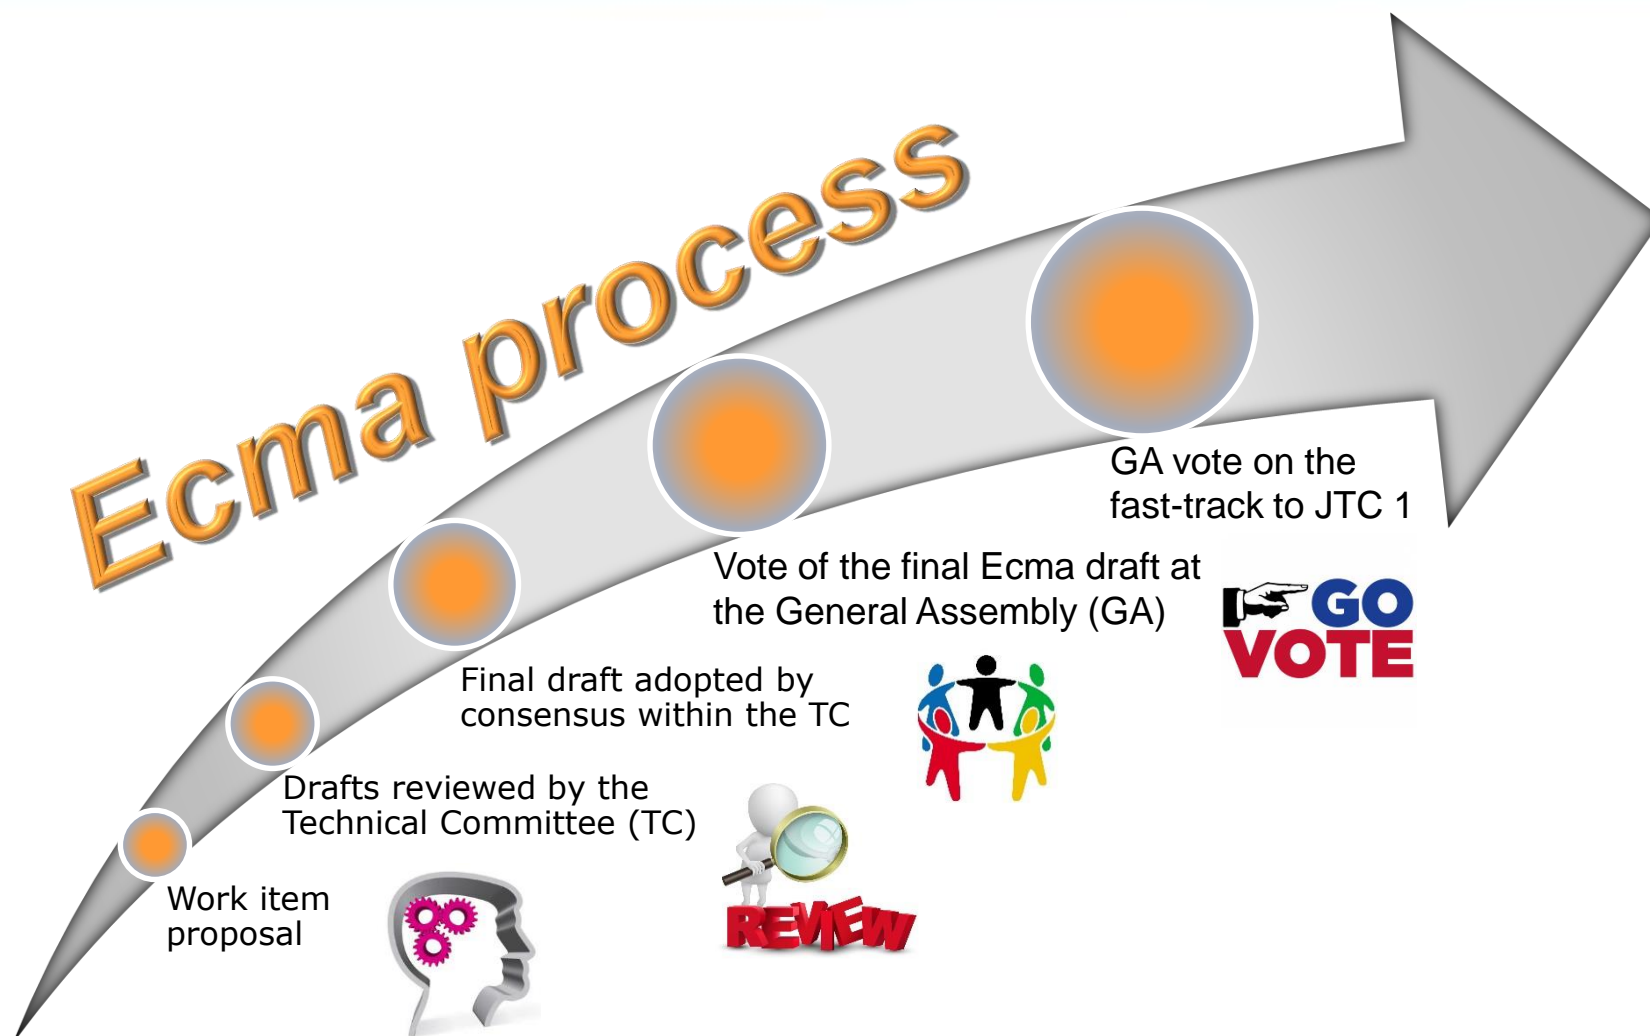 Ecma process
GA vote on the
fast-track to JTC 1
Vote of the final Ecma draft at
the General Assembly (GA)
GO
VOTE
Final draft adopted by
consensus within the TC
Drafts reviewed by the
Technical Committee (TC)
REVIEW
Work item
proposal